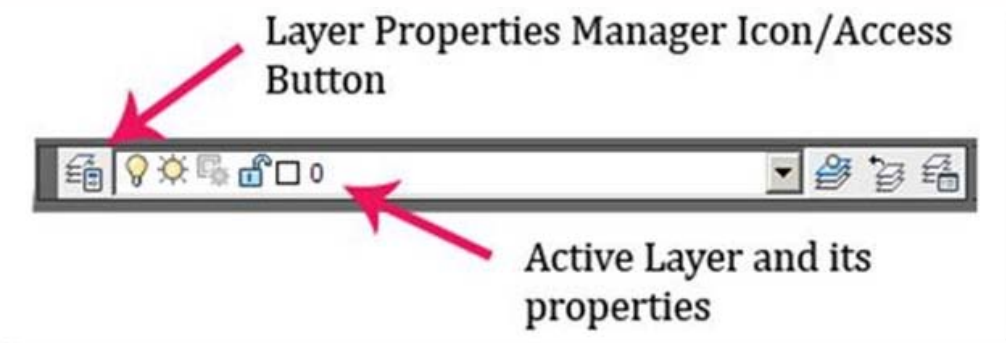 Layer Properties Manager Icon/Access
Button
0
Active Layer and its
properties